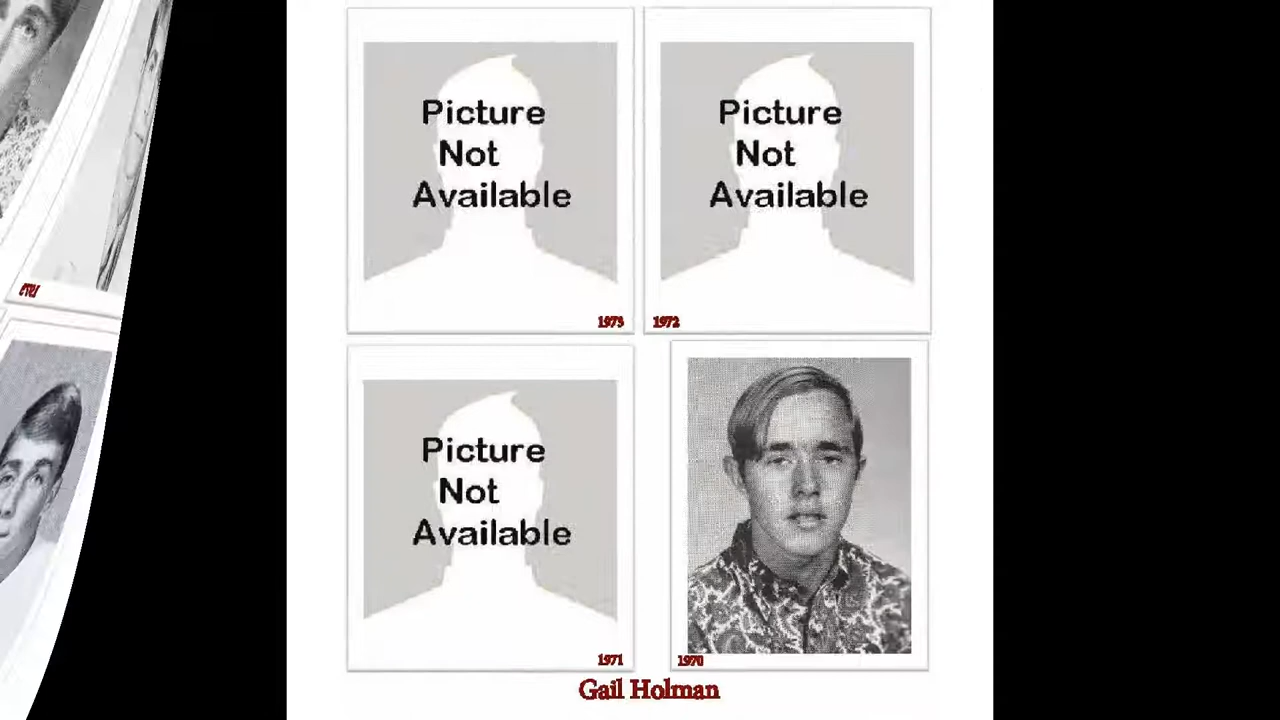 Picture
Not
Available
1973
Picture
Not
Available
1972
Picture
Not
Available
1971
1970
Gail Holman